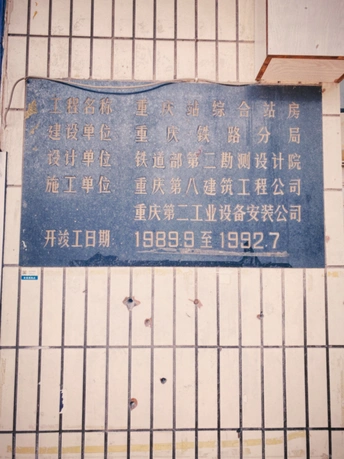 工程名称 重庆站综合站房
建设单位 重庆铁路分局
设计单位 铁道部第二勘测设计院
施工单位 重庆第八建筑工程公司
重庆第二工业设备安装公司
开竣工日期 1989.9至1992.7